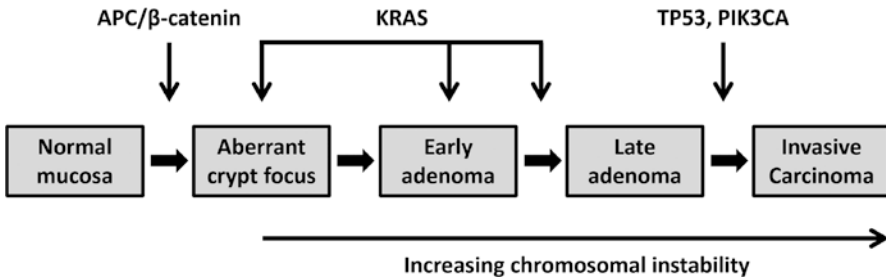 APC/β-catenin
KRAS
TP53, PIK3CA
Normal
mucosa
Aberrant
crypt focus
Early
adenoma
Late
adenoma
Invasive
Carcinoma
Increasing chromosomal instability